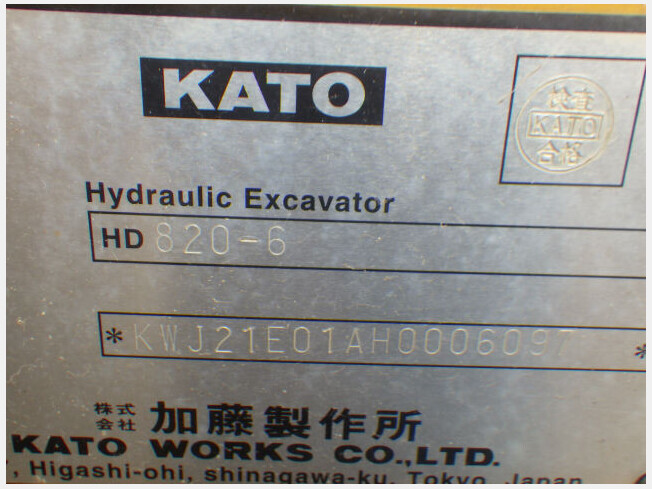 KATO
検査
KATO
合格
Hydraulic Excavator
HD 820-6
*KWJ21E01AH0006097 *
株式会社 加藤製作所
KATO WORKS CO.,LTD.
Higashi-ohi, shinagawa-ku, Tokyo, Japan